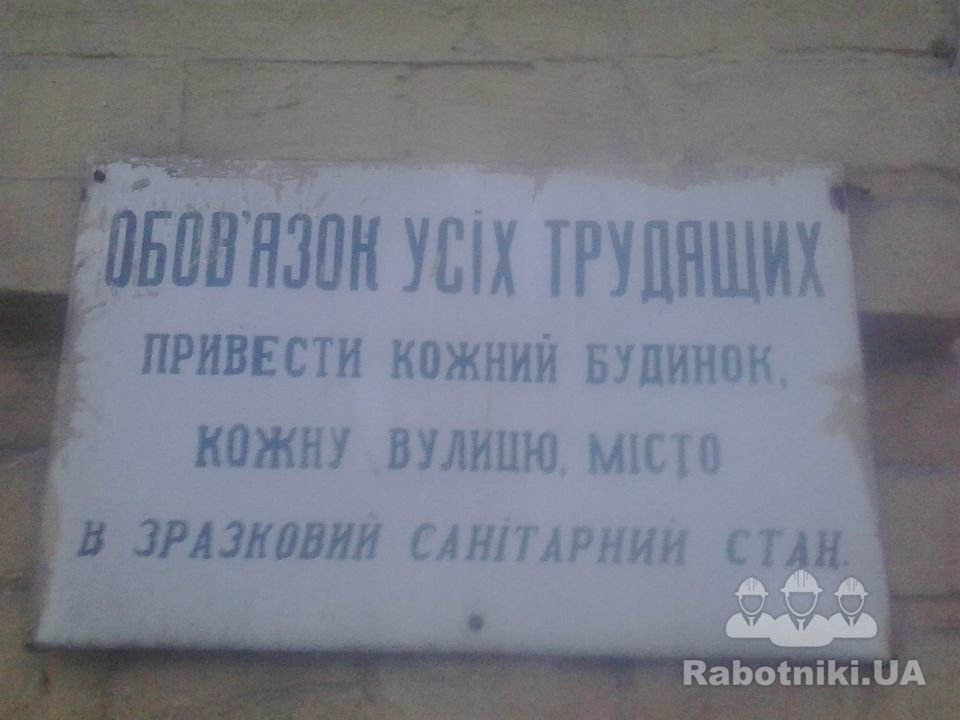 ОБОВ'ЯЗОК УСІХ ТРУДЯЩИХ
ПРИВЕСТИ КОЖНИЙ БУДИНОК,
КОЖНУ ВУЛИЦЮ, МІСТО
В ЗРАЗКОВИЙ САНІТАРНИЙ СТАН.
Rabotniki.UA